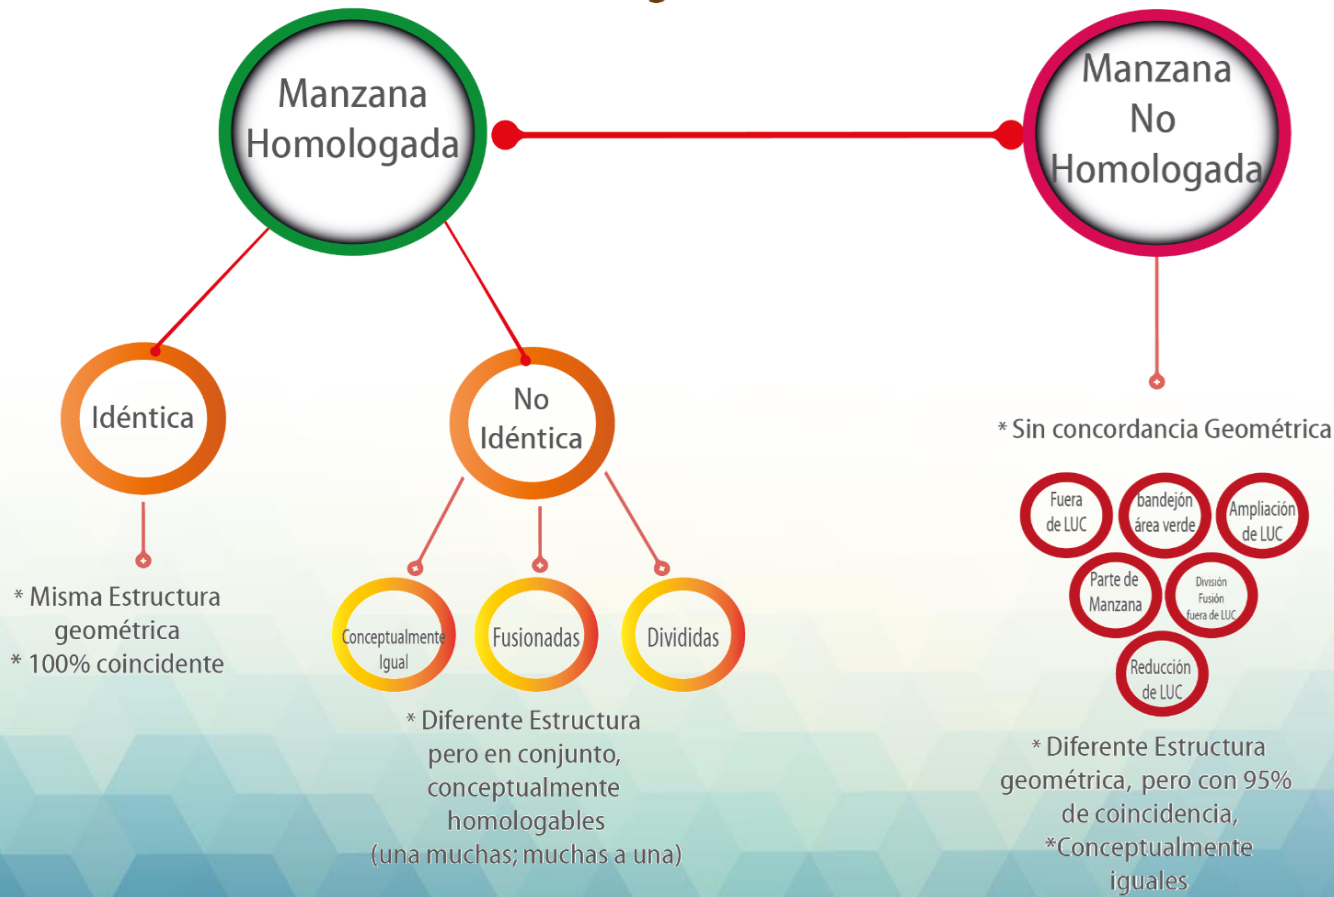 Manzana
Homologada
Manzana
No
Homologada
Idéntica
No
Idéntica
* Misma Estructura
geométrica
* 100% coincidente
Conceptualmente
Igual
Fusionadas
Divididas
* Diferente Estructura
pero en conjunto,
conceptualmente
homologables
(una muchas; muchas a una)
* Sin concordancia Geométrica
Fuera
de LUC
bandejón
área verde
Ampliación
de LUC
Parte de
Manzana
División
Fusión
fuera de LUC
Reducción
de LUC
* Diferente Estructura
geométrica, pero con 95%
de coincidencia,
*Conceptualmente
iguales